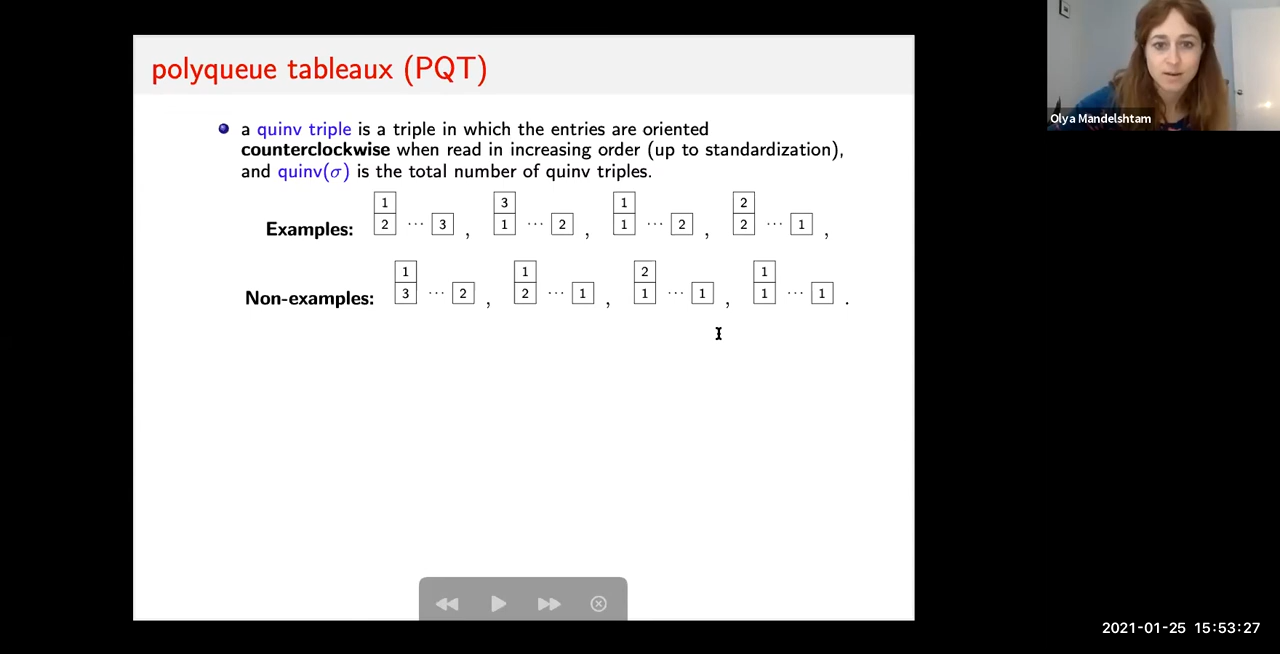 polyqueue tableaux (PQT)
Olya Mandelshtam
a quinv triple is a triple in which the entries are oriented
counterclockwise when read in increasing order (up to standardization),
and quinv(σ) is the total number of quinv triples.
1 3 1 2
Examples: 2 ··· 3 , 1 ··· 2 , 1 ··· 2 , 2 ··· 1 ,
1 1 2 1
Non-examples: 3 ··· 2 , 2 ··· 1 , 1 ··· 1 , 1 ··· 1 .
2021-01-25 15:53:27